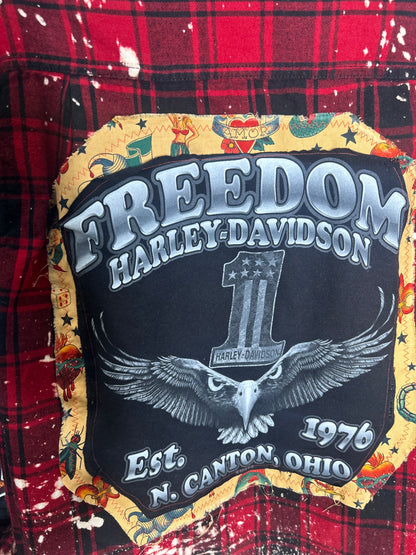 AMOR
FREEDOM
HARLEY-DAVIDSON
1
HARLEY-DAVIDSON
Est. 1976
N. CANTON, OHIO